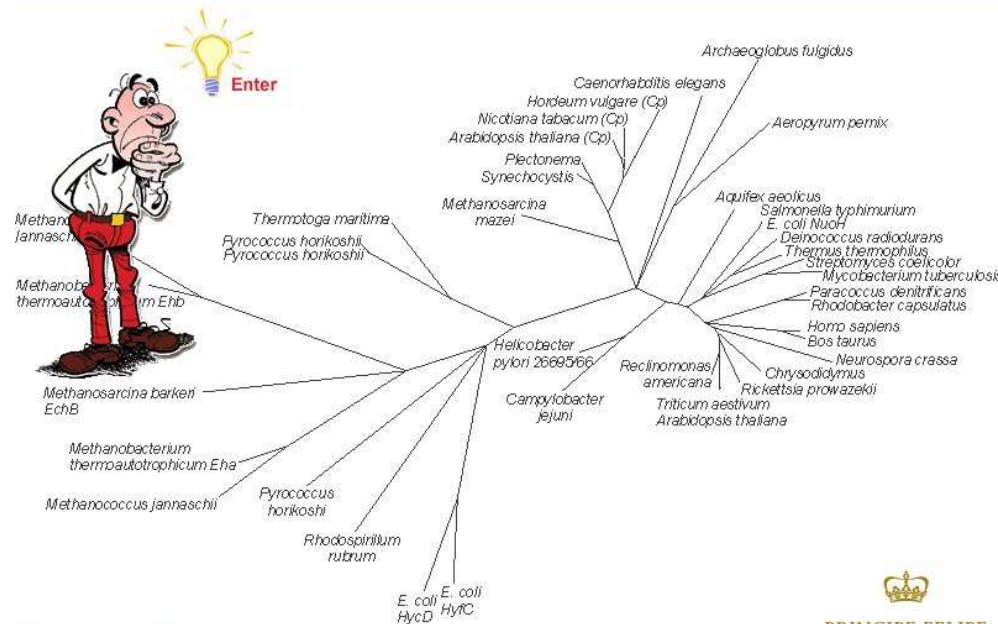 Enter
Archaeoglobus fulgidus
Caenorhabditis elegans
Hordeum vulgare (Cp)
Nicotiana tabacum (Cp)
Arabidopsis thaliana (Cp)
Aeropyrum pernix
Plectonema
Synechocystis
Methanosarcina
mazei
Aquifex aeolicus
Salmonella typhimurium
E. coli NuoH
Deinococcus radiodurans
Thermus thermophilus
Streptomyces coelicolor
Mycobacterium tuberculosis
Paracoccus denitrificans
Rhodobacter capsulatus
Homo sapiens
Bos taurus
Neurospora crassa
Chrysodidymus
Rickettsia prowazekii
Triticum aestivum
Arabidopsis thaliana
Reclinomonas
americana
Helicobacter
pylori 26695/66
Campylobacter
jejuni
Thermotoga maritima
Pyrococcus horikoshii
Pyrococcus horikoshii
thermoautotrophicum Ehb
Methanosarcina barkeri
EchB
Methanobacterium
thermoautotrophicum Eha
Methanococcus jannaschii
Pyrococcus
horikoshi
Rhodospirillum
rubrum
E. coli
HycD
E. coli
HyfC
PRINCIPE FELIPE